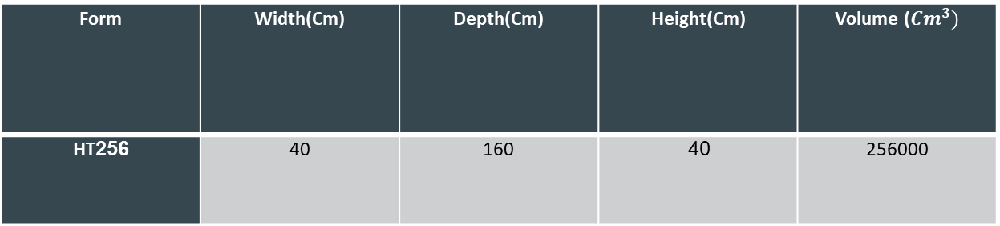 Form Width(Cm) Depth(Cm) Height(Cm) Volume (Cm³)
HT256 40 160 40 256000